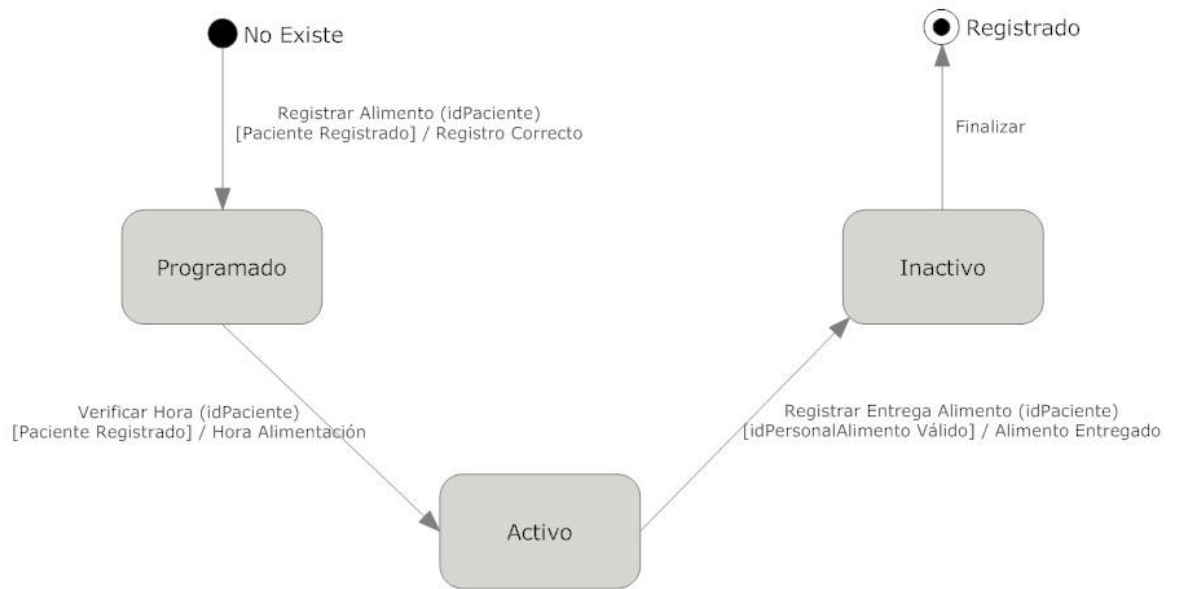 No Existe
Registrar Alimento (idPaciente)
[Paciente Registrado] / Registro Correcto
Programado
Verificar Hora (idPaciente)
[Paciente Registrado] / Hora Alimentación
Activo
Registrar Entrega Alimento (idPaciente)
[idPersonalAlimento Válido] / Alimento Entregado
Inactivo
Finalizar
Registrado